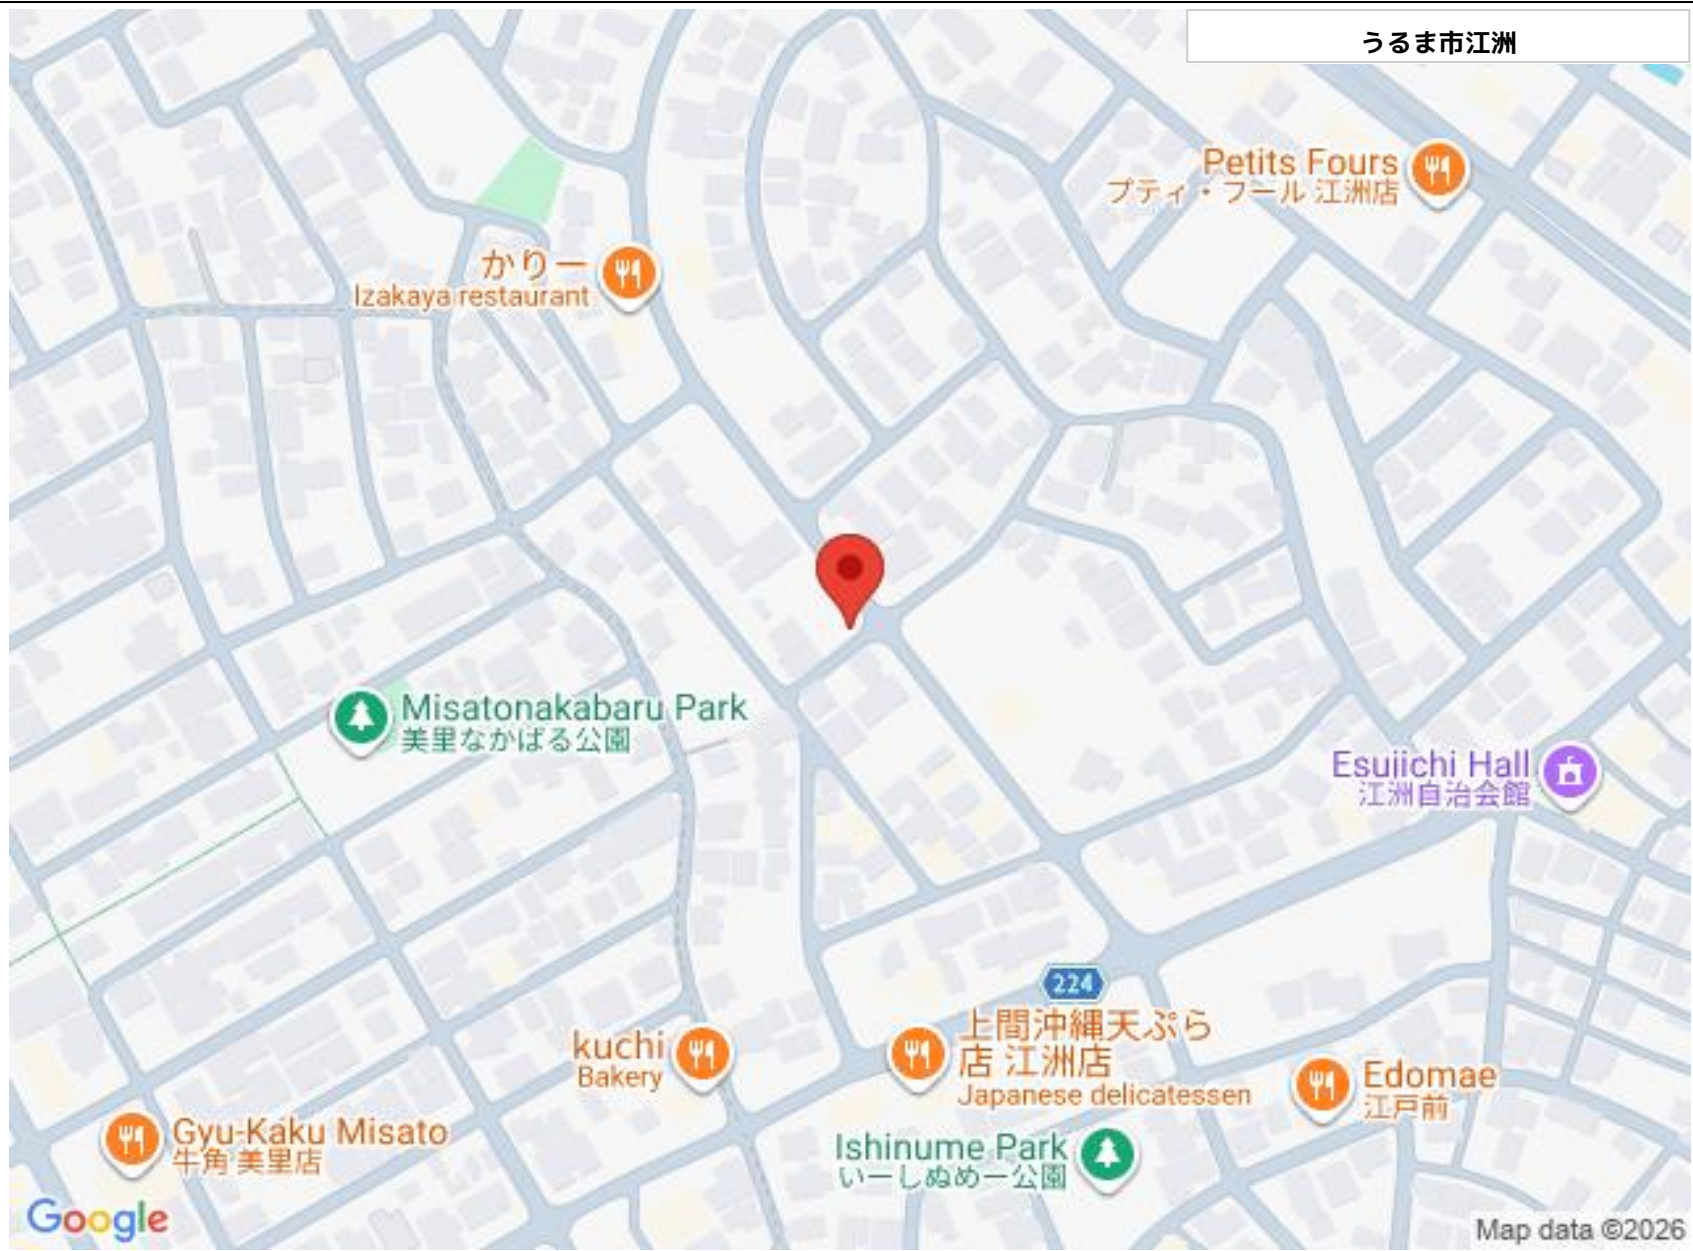 うるま市江洲
Petits Fours
プティ・フール 江洲店
かりー
Izakaya restaurant
Misatonakabaru Park
美里なかばる公園
Esuiichi Hall
江洲自治会館
224
上間沖縄天ぷら
店 江洲店
Japanese delicatessen
kuchi
Bakery
Edomae
江戸前
Gyu-Kaku Misato
牛角 美里店
Ishinume Park
いーしぬめー公園
Google
Map data ©2026